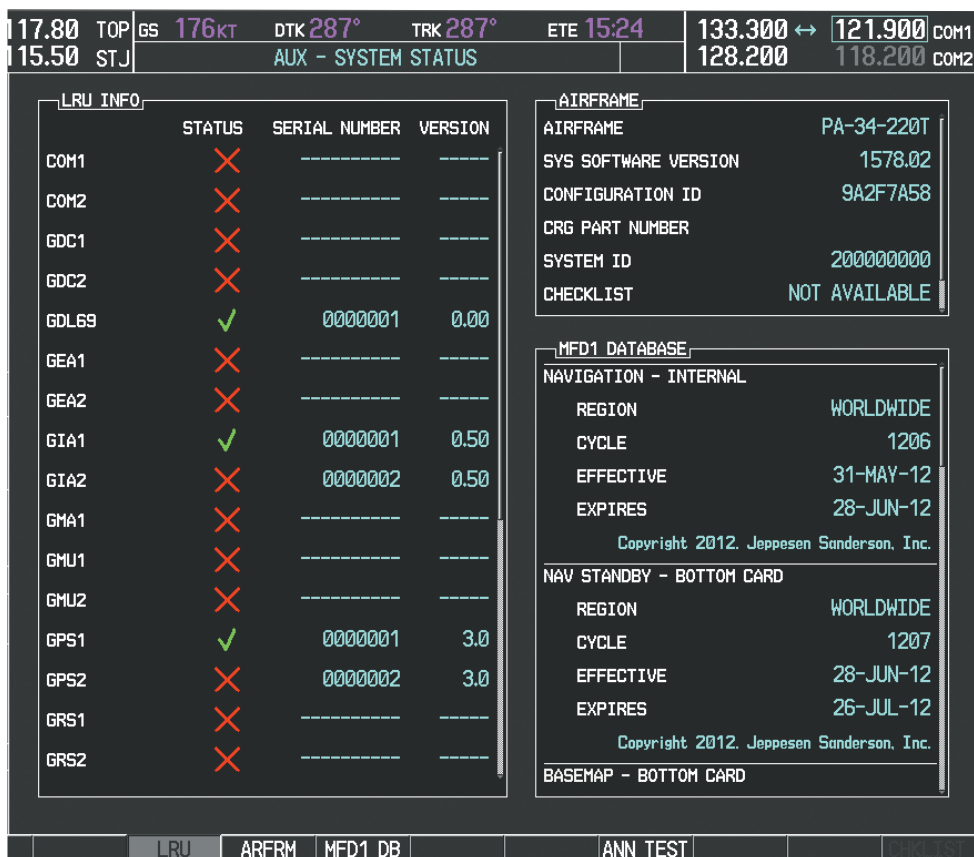 117.80 TOP GS 176KT DTK 287° TRK 287° ETE 15:24 133.300 ↔ 121.900 COM1
115.50 STJ AUX – SYSTEM STATUS 128.200 118.200 COM2
LRU INFO
STATUS SERIAL NUMBER VERSION
COM1 ---------- -----
COM2 ---------- -----
GDC1 ---------- -----
GDC2 ---------- -----
GDL69 0000001 0.00
GEA1 ---------- -----
GEA2 ---------- -----
GIA1 0000001 0.50
GIA2 0000002 0.50
GMA1 ---------- -----
GMU1 ---------- -----
GMU2 ---------- -----
GPS1 0000001 3.0
GPS2 0000002 3.0
GRS1 ---------- -----
GRS2 ---------- -----
AIRFRAME
AIRFRAME PA-34-220T
SYS SOFTWARE VERSION 1578.02
CONFIGURATION ID 9A2F7A58
CRG PART NUMBER
SYSTEM ID 200000000
CHECKLIST NOT AVAILABLE
MFD1 DATABASE
NAVIGATION – INTERNAL
REGION WORLDWIDE
CYCLE 1206
EFFECTIVE 31-MAY-12
EXPIRES 28-JUN-12
Copyright 2012. Jeppesen Sanderson, Inc.
NAV STANDBY – BOTTOM CARD
REGION WORLDWIDE
CYCLE 1207
EFFECTIVE 28-JUN-12
EXPIRES 26-JUL-12
Copyright 2012. Jeppesen Sanderson, Inc.
BASEMAP – BOTTOM CARD
LRU ARFRM MFD1 DB ANN TEST CHKLIST